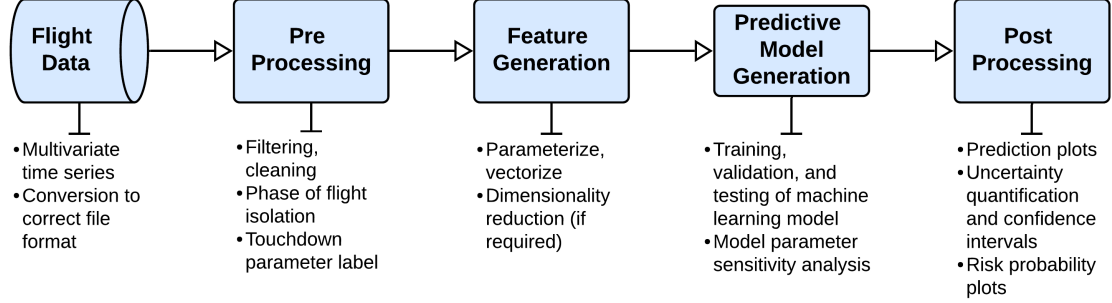 Flight
Data
Pre
Processing
Feature
Generation
Predictive
Model
Generation
Post
Processing
•Multivariate
time series
•Conversion to
correct file
format
•Filtering,
cleaning
•Phase of flight
isolation
•Touchdown
parameter label
•Parameterize,
vectorize
•Dimensionality
reduction (if
required)
•Training,
validation, and
testing of machine
learning model
•Model parameter
sensitivity analysis
•Prediction plots
•Uncertainty
quantification
and confidence
intervals
•Risk probability
plots